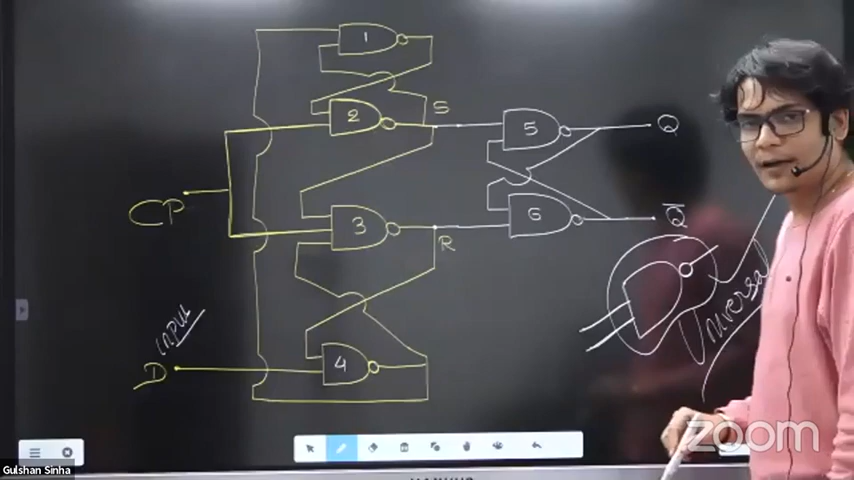 1
2
S
5
Q
CP
3
R
6
Q̅
INPUT
D
4
Universal
Gulshan Sinha
zoom